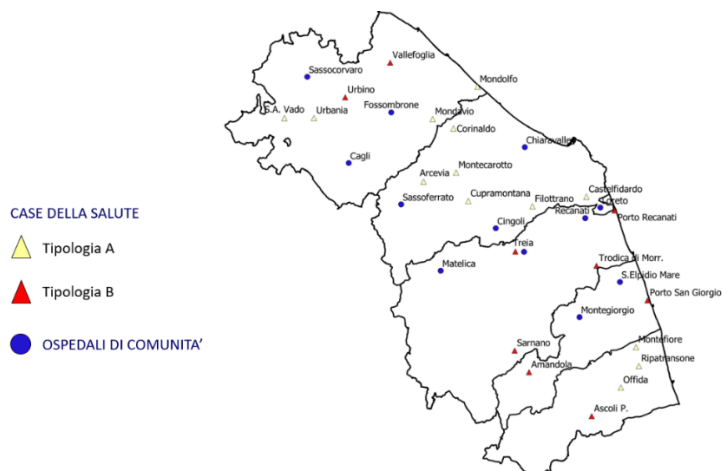 Vallefoglia
Sassocorvaro
Mondolfo
Urbino
S.A. Vado
Urbania
Fossombrone
Mondavio
Corinaldo
Chiaravalle
Cagli
Montecarotto
Arcevia
Castelfidardo
Sassoferrato
Cupramontana
Filottrano
Loreto
Recanati
Porto Recanati
Cingoli
Treia
Matelica
Trodica di Morr.
S.Elpidio Mare
Porto San Giorgio
Montegiorgio
Sarnano
Montefiore
Amandola
Ripatransone
Offida
Ascoli P.
CASE DELLA SALUTE
Tipologia A
Tipologia B
OSPEDALI DI COMUNITA'